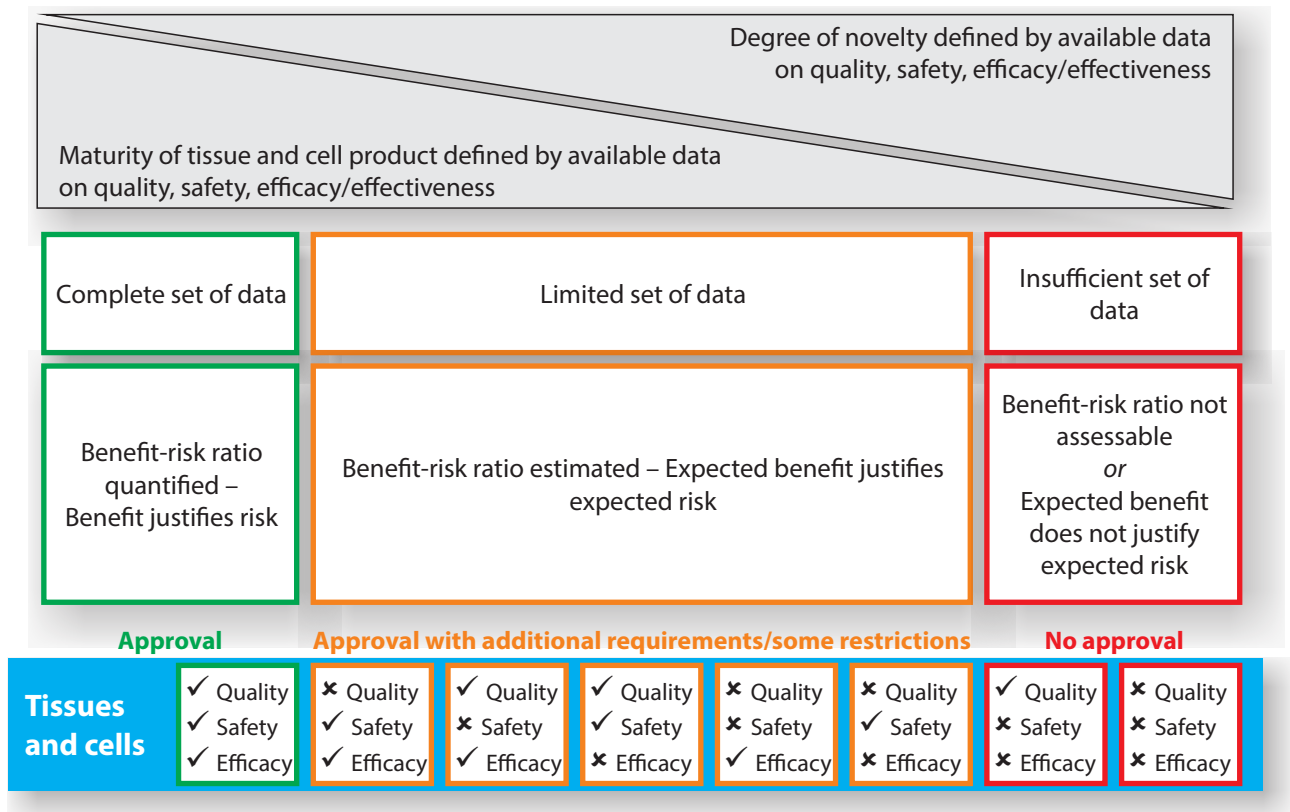 Degree of novelty defined by available data
on quality, safety, efficacy/effectiveness
Maturity of tissue and cell product defined by available data
on quality, safety, efficacy/effectiveness
Complete set of data
Limited set of data
Insufficient set of
data
Benefit-risk ratio
quantified –
Benefit justifies risk
Benefit-risk ratio estimated – Expected benefit justifies
expected risk
Benefit-risk ratio not
assessable
or
Expected benefit
does not justify
expected risk
Approval
Approval with additional requirements/some restrictions
No approval
Tissues
and cells
✓ Quality
✓ Safety
✓ Efficacy
✘ Quality
✓ Safety
✓ Efficacy
✓ Quality
✘ Safety
✓ Efficacy
✓ Quality
✓ Safety
✘ Efficacy
✘ Quality
✘ Safety
✓ Efficacy
✘ Quality
✓ Safety
✘ Efficacy
✓ Quality
✘ Safety
✘ Efficacy
✘ Quality
✘ Safety
✘ Efficacy